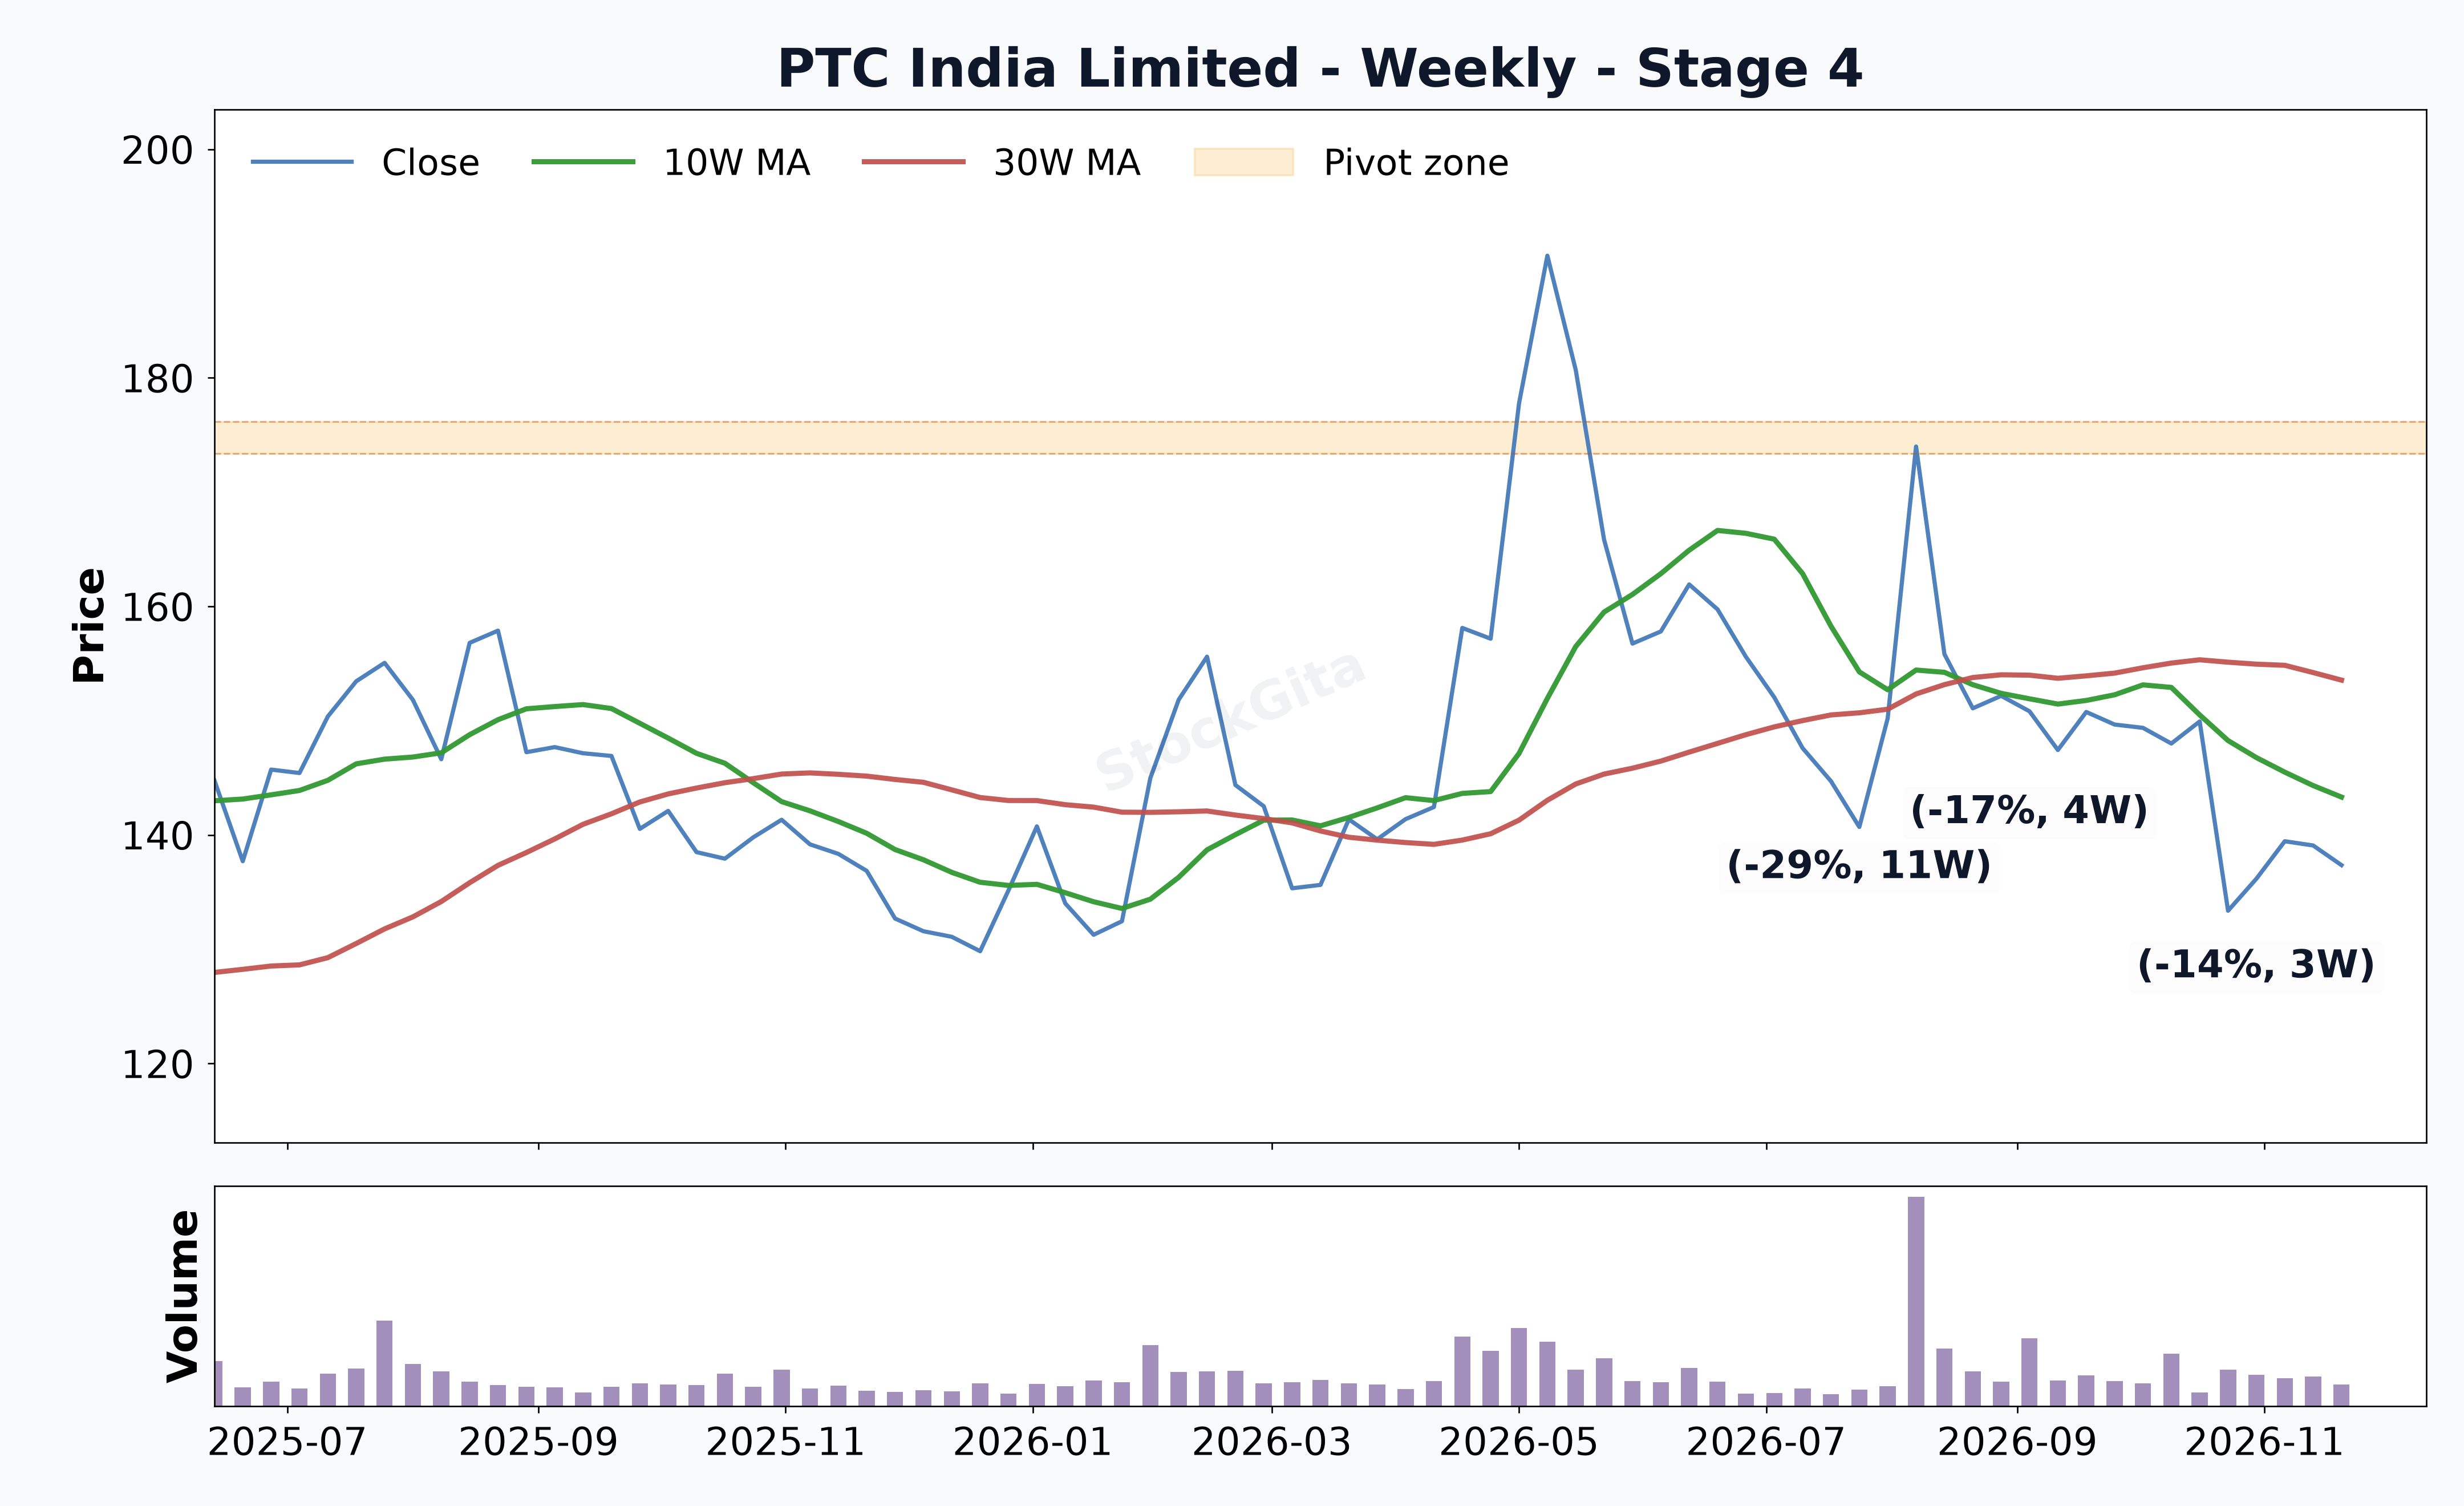 PTC India Limited - Weekly - Stage 4
Close 10W MA 30W MA Pivot zone
Price
200
180
160
140
120
StockGita
(-17%, 4W)
(-29%, 11W)
(-14%, 3W)
Volume
2025-07 2025-09 2025-11 2026-01 2026-03 2026-05 2026-07 2026-09 2026-11